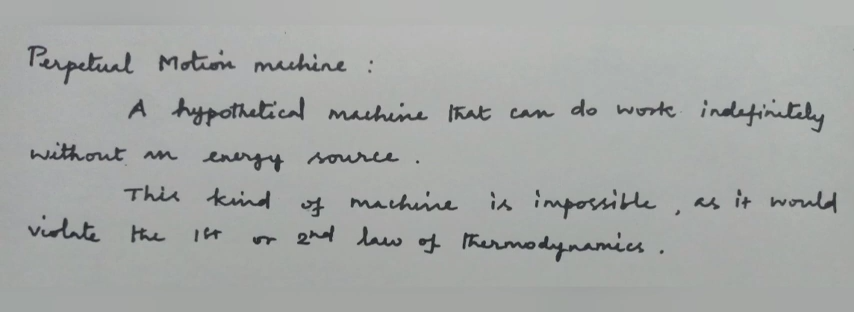 Perpetual Motion machine :
A hypothetical machine that can do work indefinitely
without an energy source .
This kind of machine is impossible , as it would
violate the 1st or 2nd law of thermodynamics .